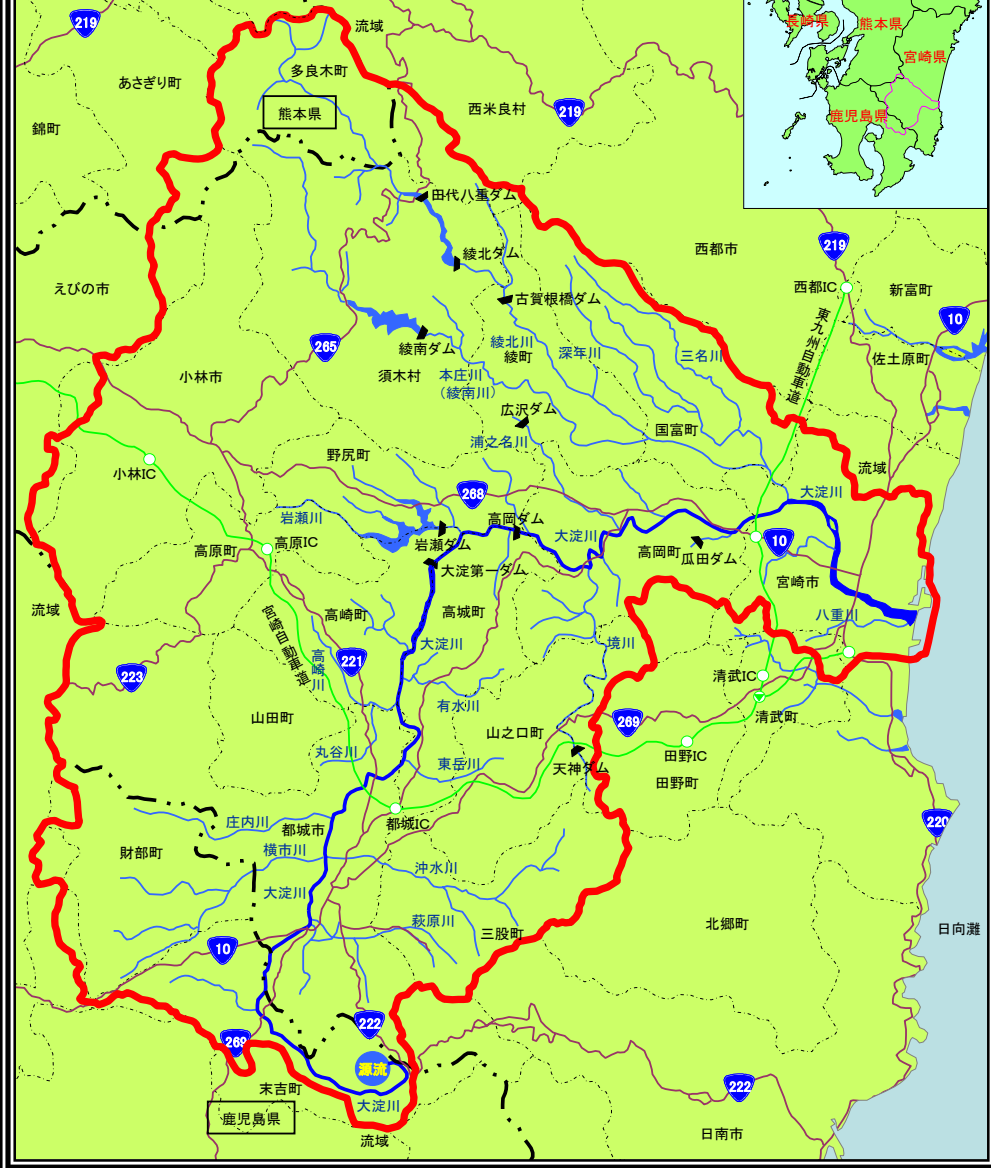 219
流域
長崎県
熊本県
宮崎県
鹿児島県
多良木町
あさぎり町
熊本県
西米良村
219
錦町
田代八重ダム
西都市
219
綾北ダム
えびの市
西都IC
新富町
古賀根橋ダム
10
東九州自動車道
265
綾南ダム
綾北川
綾町
深年川
三名川
佐土原町
小林市
須木村
本庄川
(綾南川)
広沢ダム
国富町
浦之名川
野尻町
小林IC
流域
268
大淀川
岩瀬川
高岡ダム
大淀川
高原町
高原IC
岩瀬ダム
高岡町
瓜田ダム
10
大淀第一ダム
宮崎市
流域
宮崎自動車道
高崎町
高城町
八重川
大淀川
境川
高崎川
221
223
清武IC
有水川
山田町
269
清武町
山之口町
丸谷川
東岳川
天神ダム
田野IC
田野町
庄内川
都城市
都城IC
220
財部町
横市川
沖水川
大淀川
萩原川
三股町
北郷町
日向灘
10
222
269
源流
末吉町
222
大淀川
鹿児島県
流域
日南市